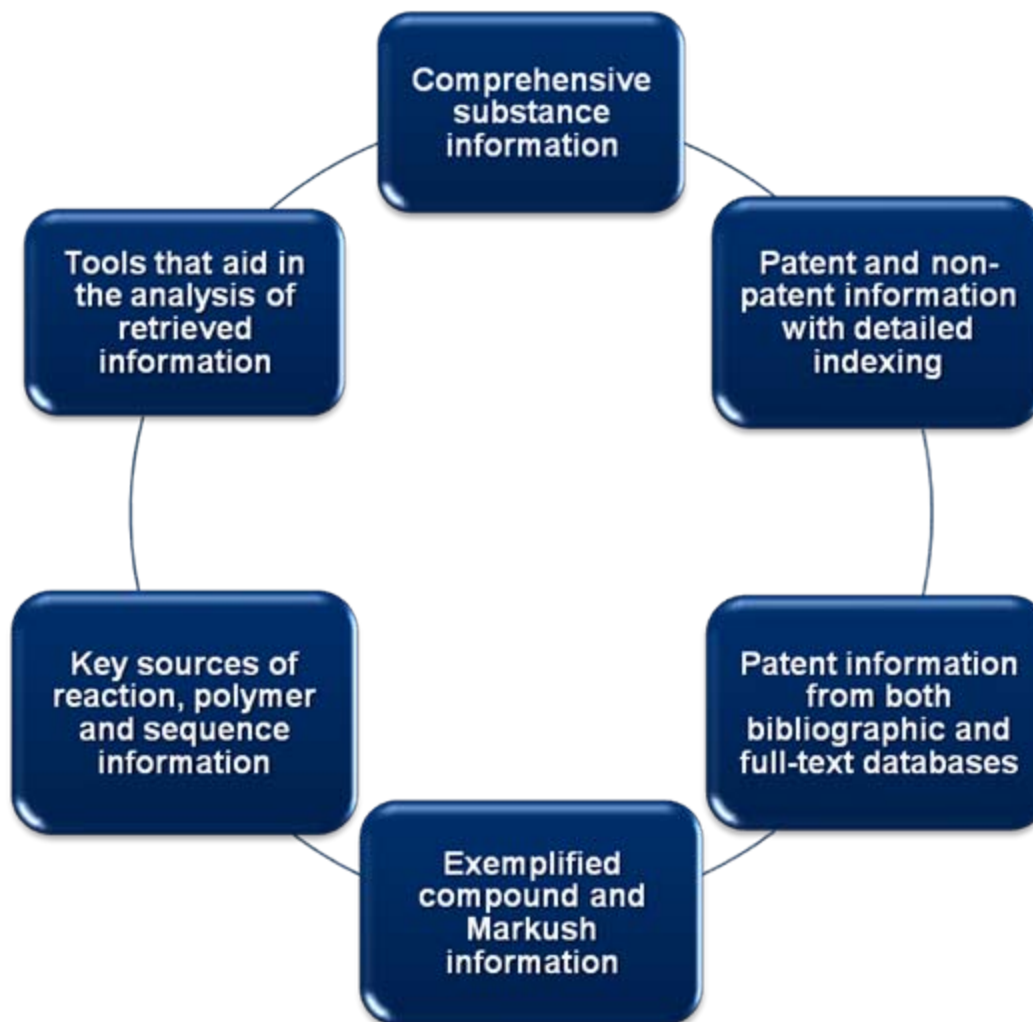 Comprehensive
substance
information
Patent and non-
patent information
with detailed
indexing
Patent information
from both
bibliographic and
full-text databases
Exemplified
compound and
Markush
information
Key sources of
reaction, polymer
and sequence
information
Tools that aid in
the analysis of
retrieved
information